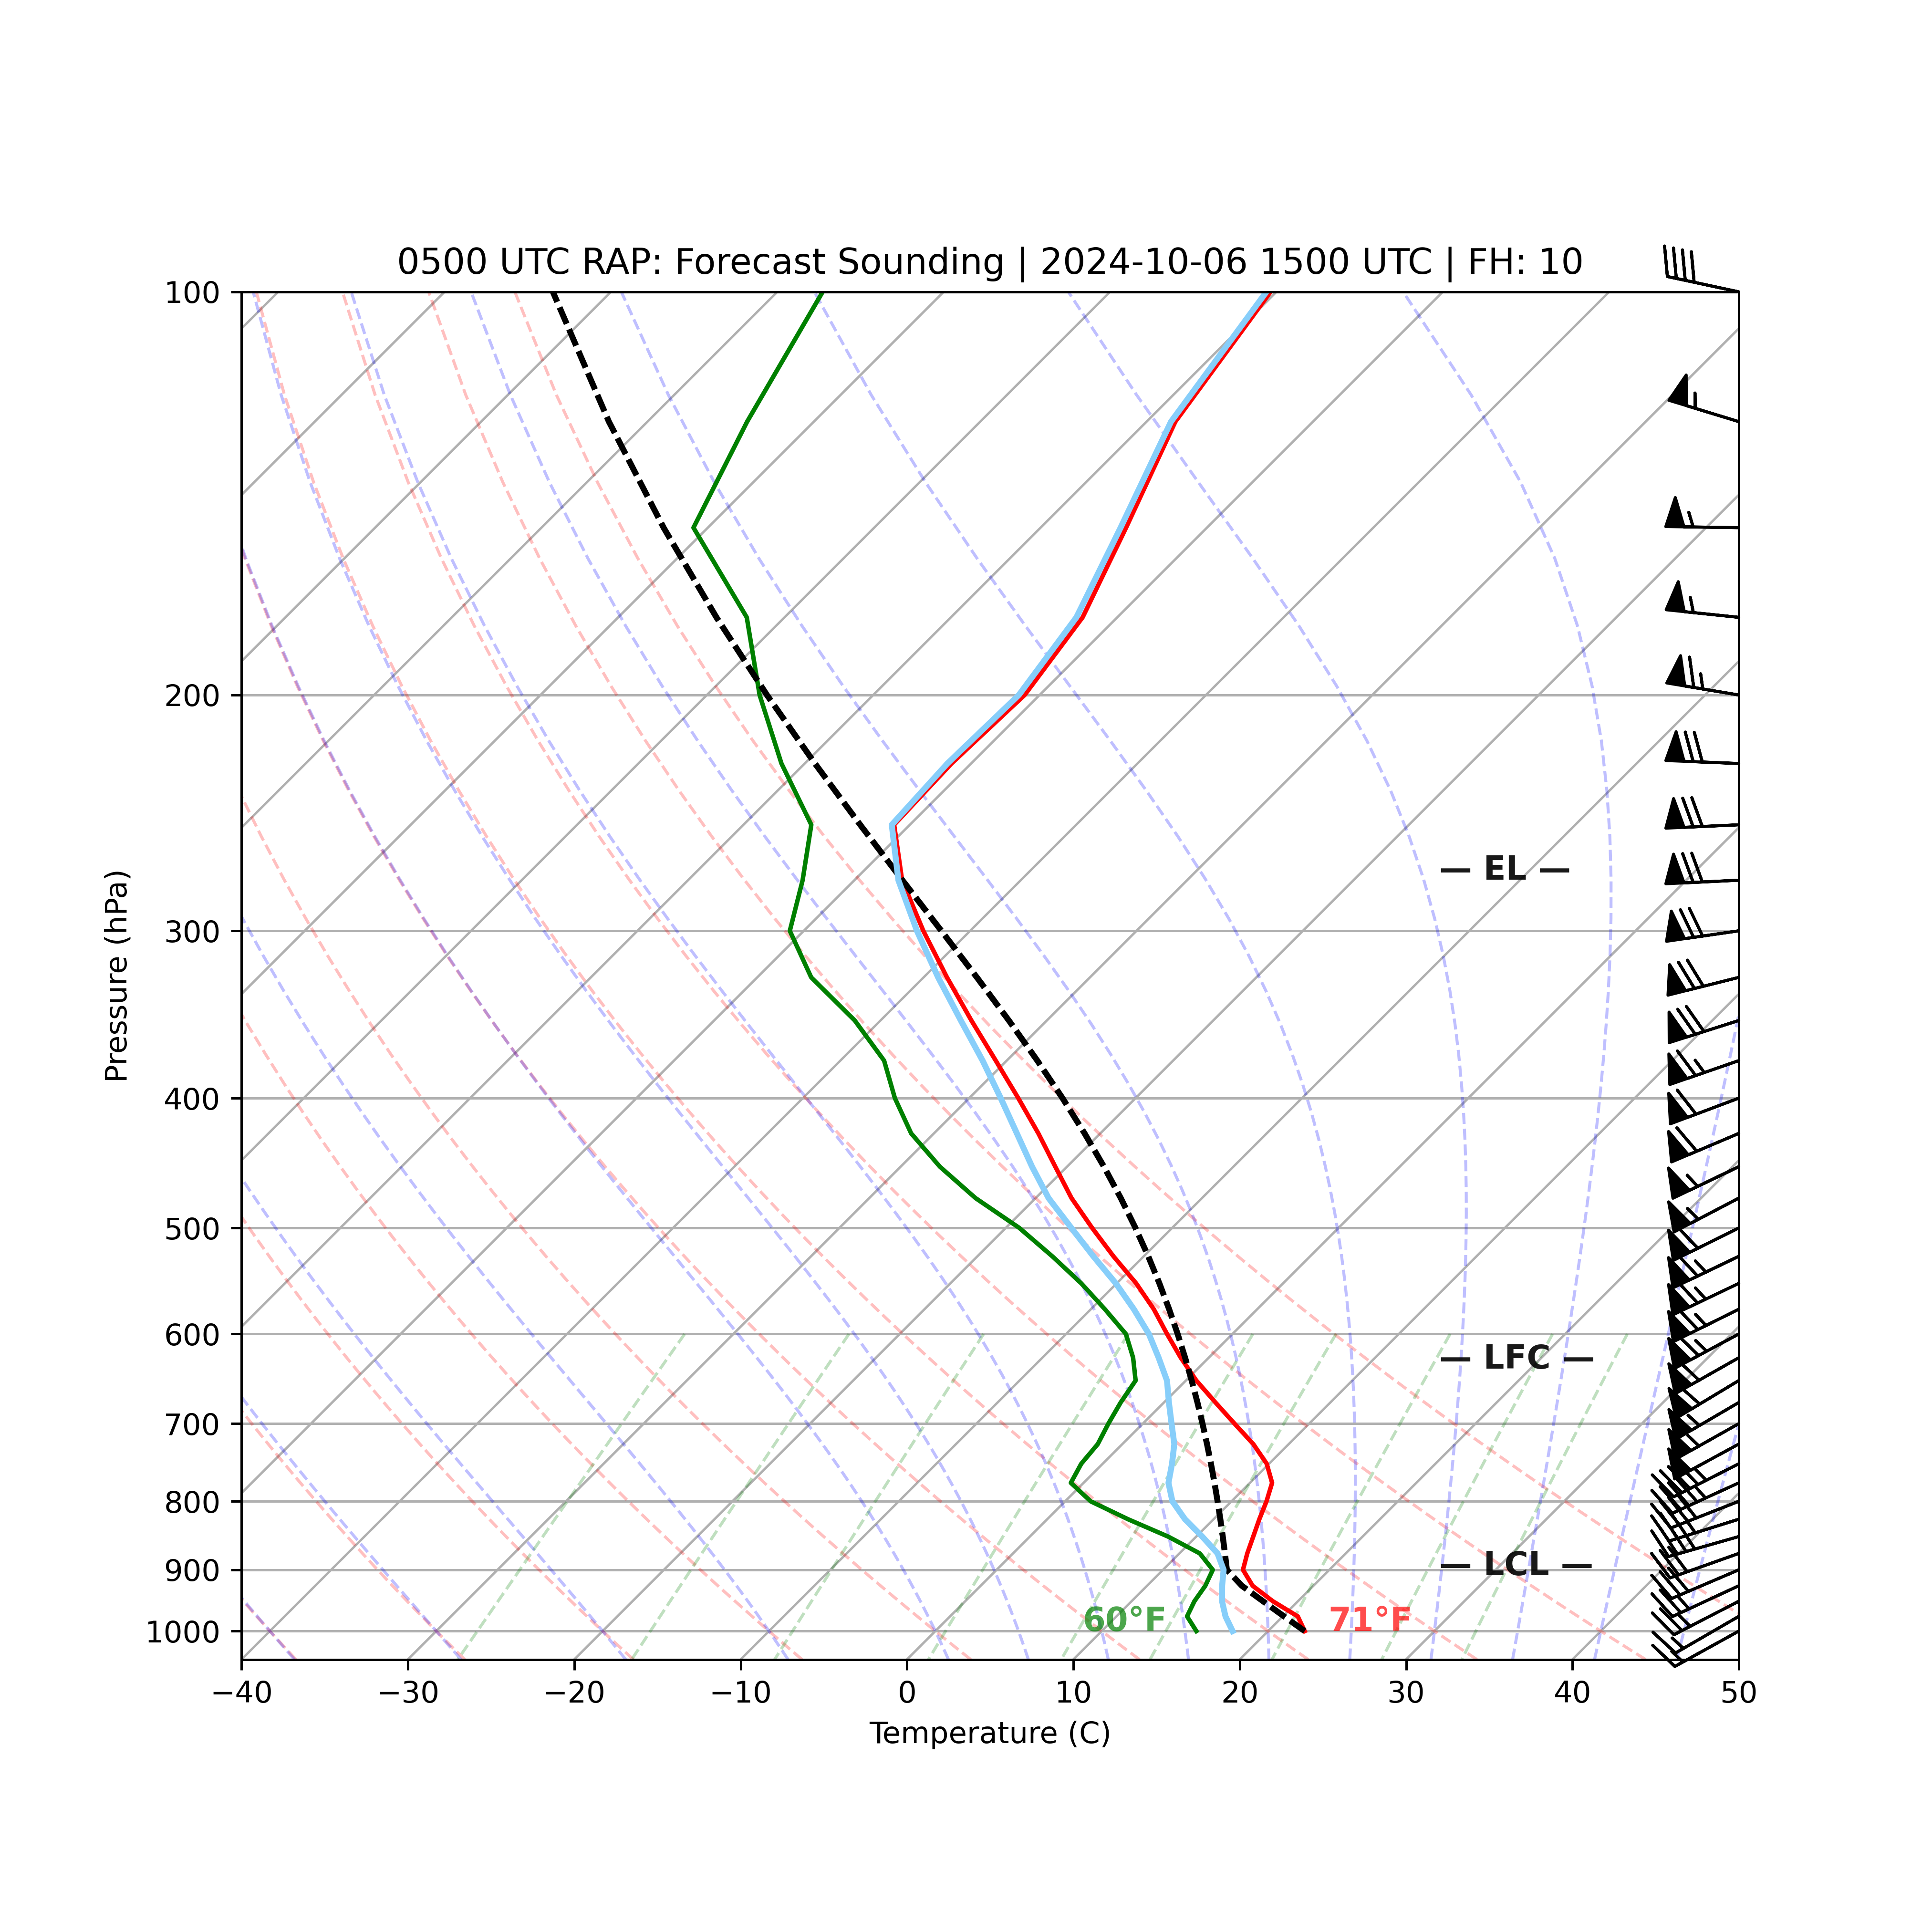 0500 UTC RAP: Forecast Sounding | 2024-10-06 1500 UTC | FH: 10
100
200
— EL —
300
Pressure (hPa)
400
500
600
— LFC —
700
800
900
— LCL —
60°F
71°F
1000
−40 −30 −20 −10 0 10 20 30 40 50
Temperature (C)